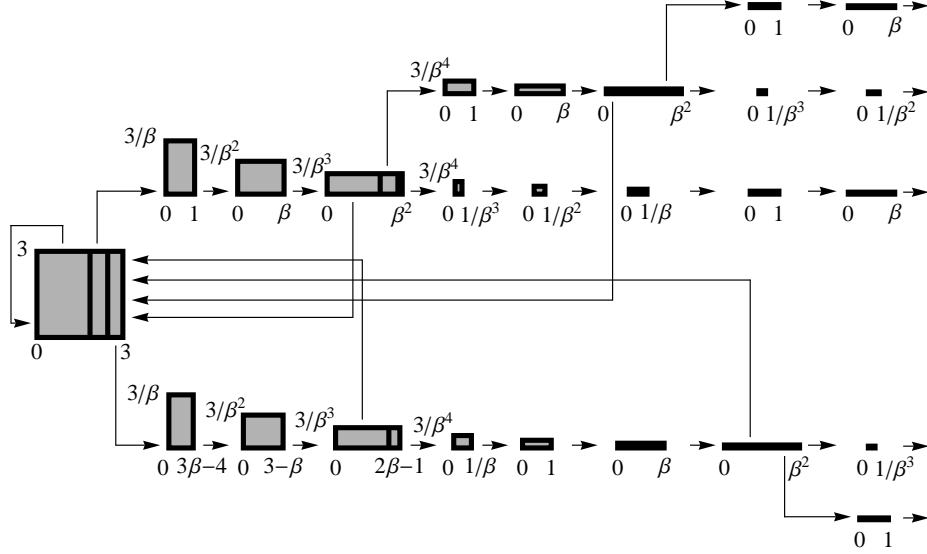 0 1 0 β
3/β⁴
0 1 0 β 0 β² 0 1/β³ 0 1/β²
3/β 3/β² 3/β³ 3/β⁴
0 1 0 β 0 β² 0 1/β³ 0 1/β² 0 1/β 0 1 0 β
3
0 3
3/β 3/β² 3/β³ 3/β⁴
0 3β−4 0 3−β 0 2β−1 0 1/β 0 1 0 β 0 β² 0 1/β³
0 1